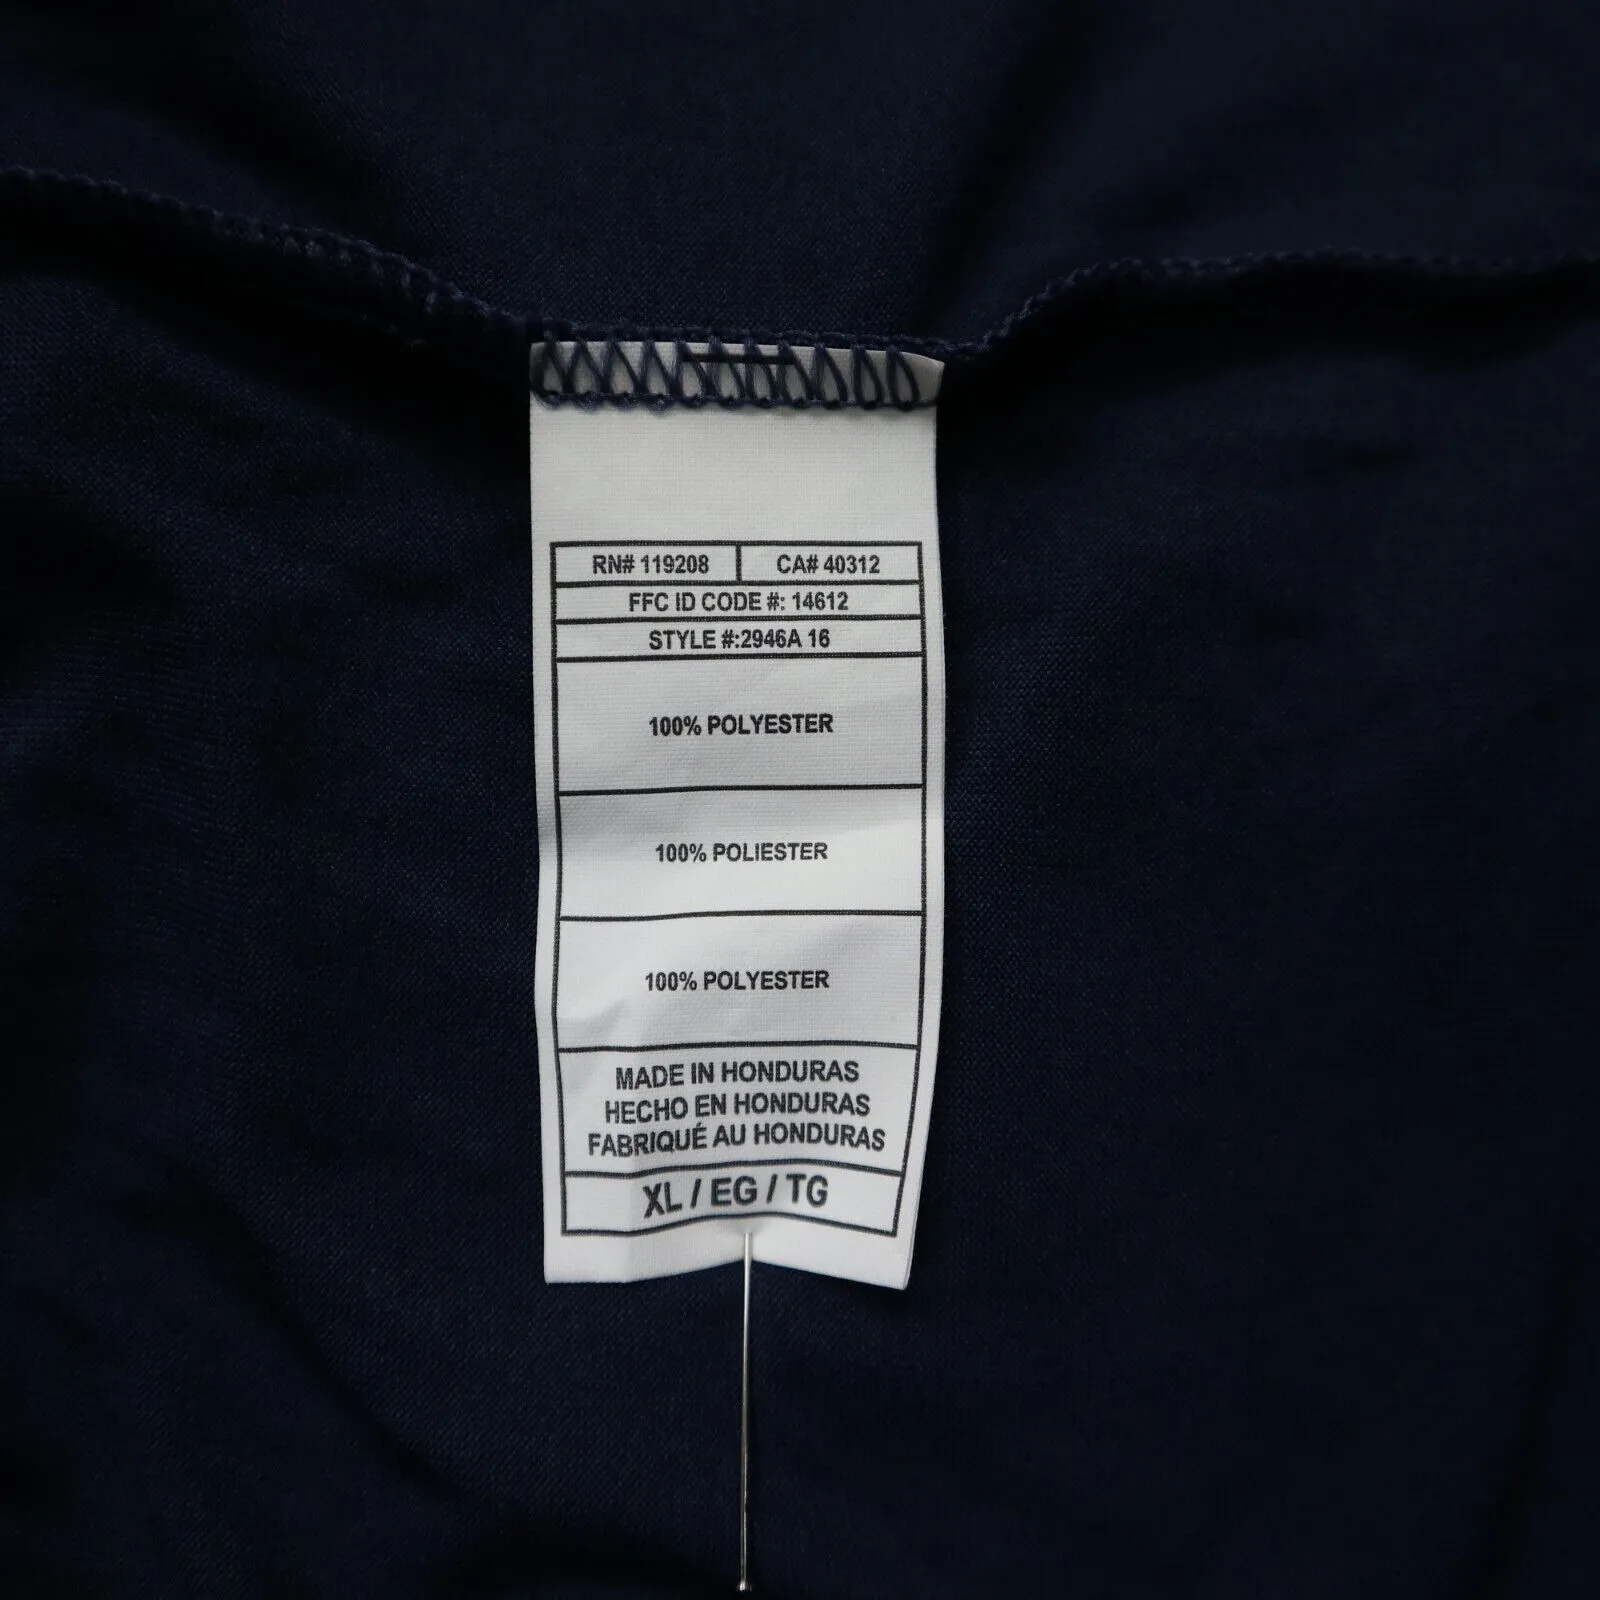 RN# 119208 CA# 40312
FFC ID CODE #: 14612
STYLE #:2946A 16
100% POLYESTER
100% POLIESTER
100% POLYESTER
MADE IN HONDURAS
HECHO EN HONDURAS
FABRIQUÉ AU HONDURAS
XL / EG / TG